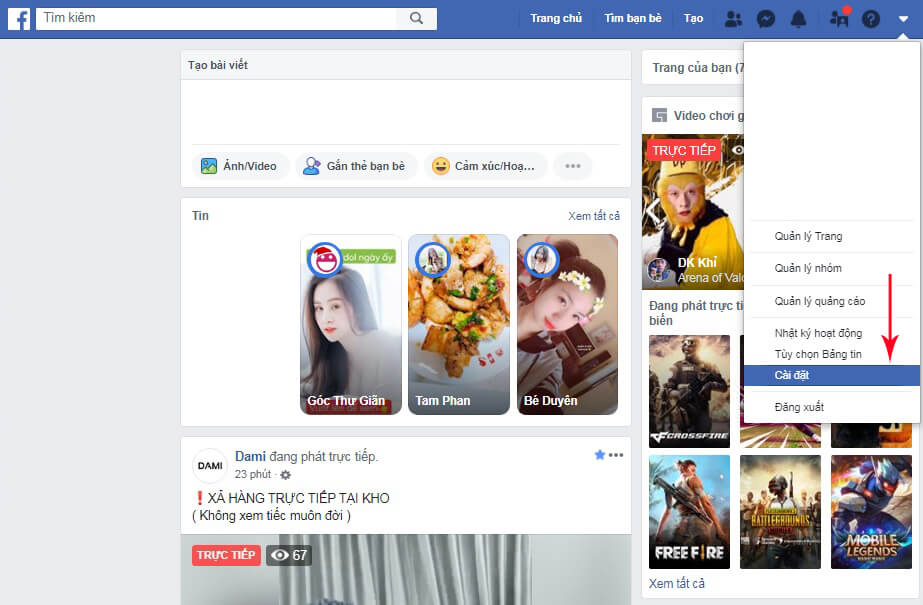 Tìm kiếm
Trang chủ
Tìm bạn bè
Tạo
Tạo bài viết
Ảnh/Video
Gắn thẻ bạn bè
Cảm xúc/Hoạ...
Tin
Xem tất cả
dol ngày ấy
Góc Thư Giãn
Tam Phan
Bé Duyên
DAMI
Dami đang phát trực tiếp.
23 phút
❗XẢ HÀNG TRỰC TIẾP TẠI KHO
( Không xem tiếc muôn đời )
TRỰC TIẾP
67
Trang của bạn (7
Video chơi g
TRỰC TIẾP
DK Khỉ
Arena of Valo
Đang phát trực ti
biến
CROSSFIRE
FREE FIRE
PLAYERUNKNOWN'S
BATTLEGROUNDS
MOBILE
LEGENDS
Xem tất cả
Quản lý Trang
Quản lý nhóm
Quản lý quảng cáo
Nhật ký hoạt động
Tùy chọn Bảng tin
Cài đặt
Đăng xuất